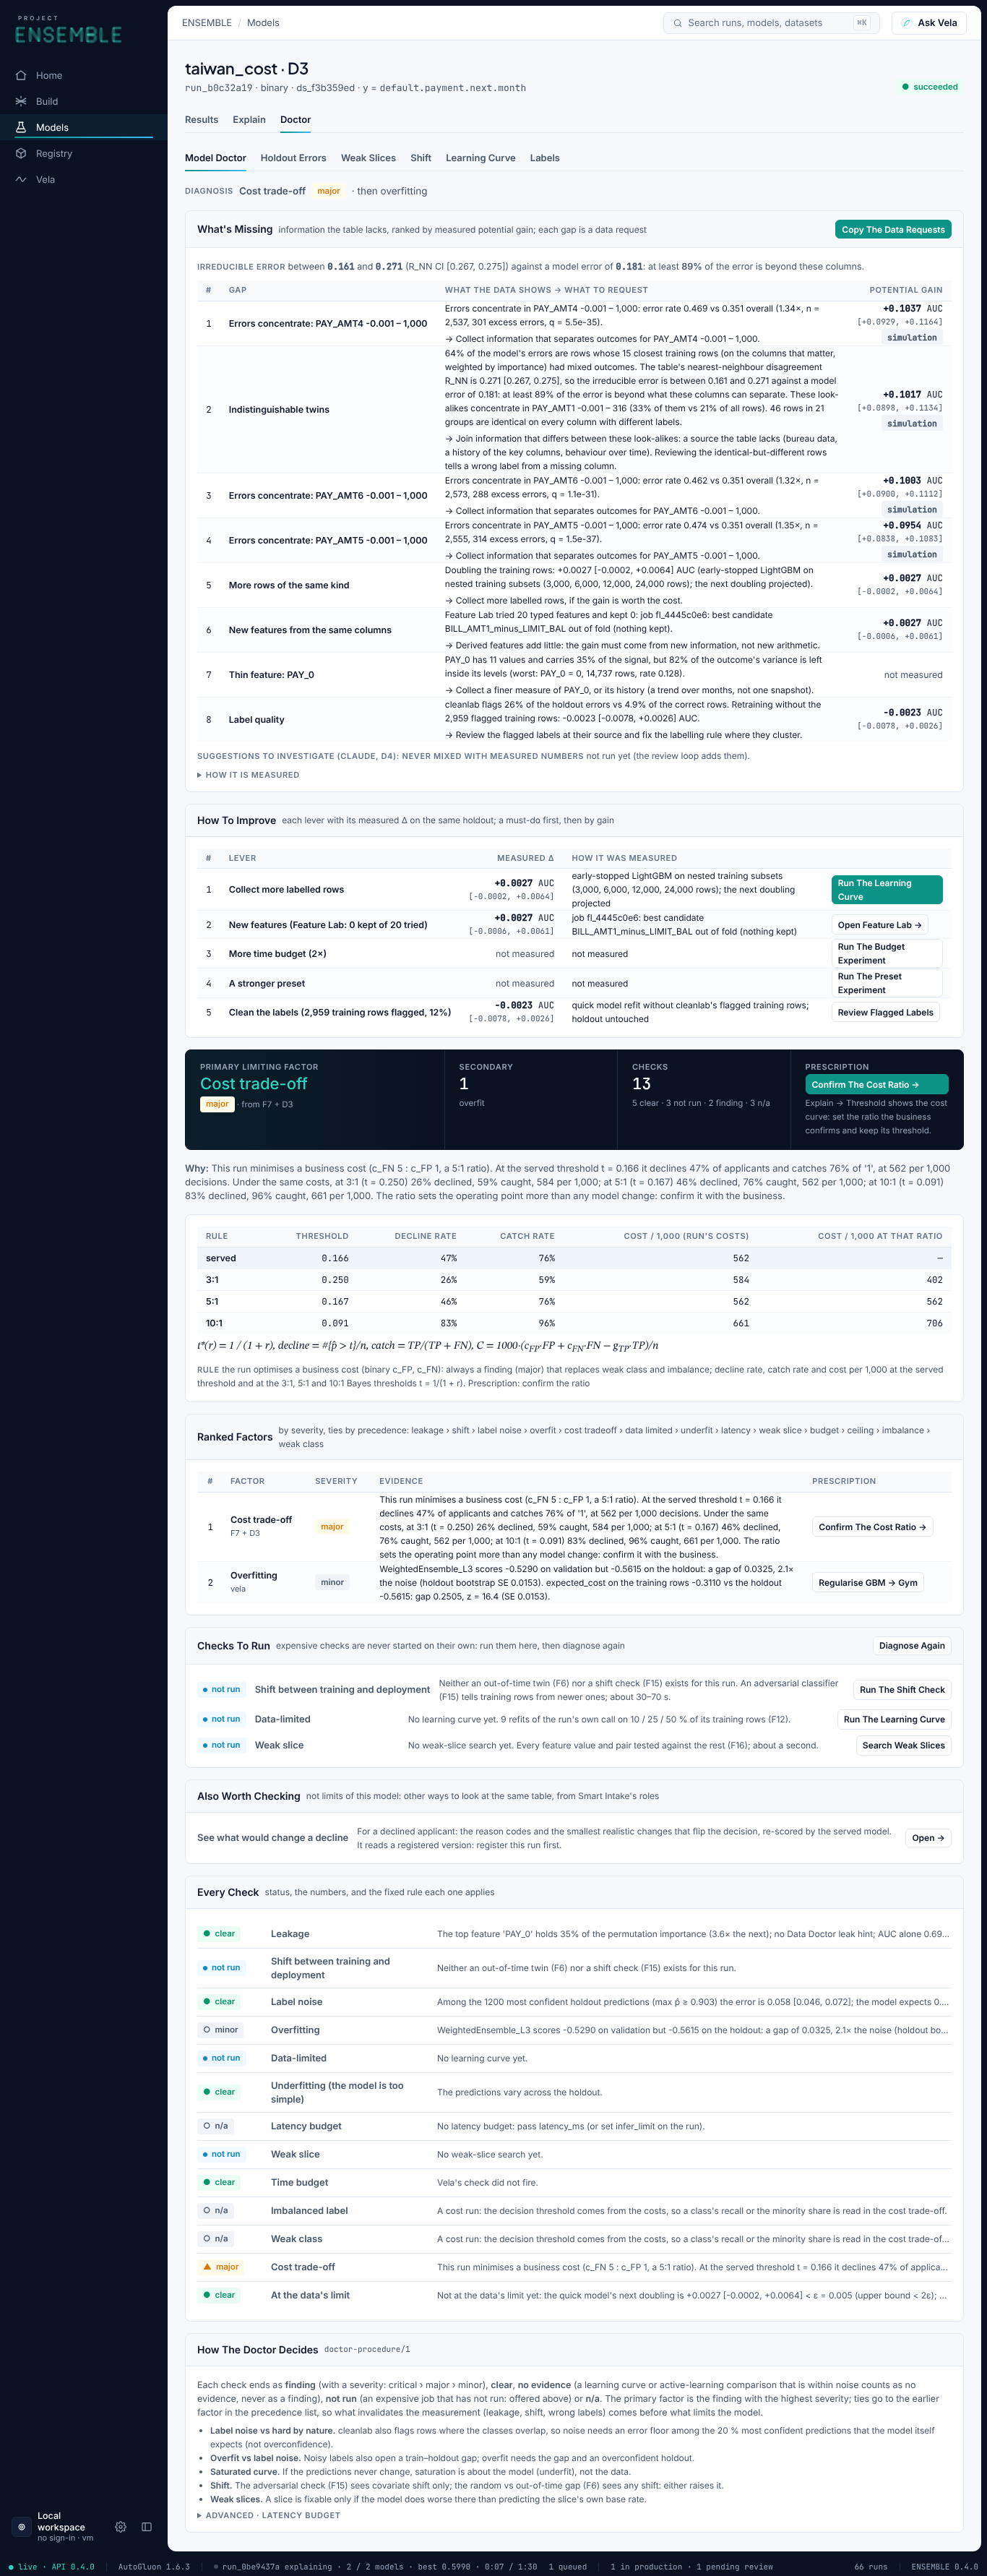 PROJECT
ENSEMBLE
Home
Build
Models
Registry
Vela
ENSEMBLE / Models
Search runs, models, datasets ⌘K
Ask Vela
taiwan_cost · D3
run_b0c32a19 · binary · ds_f3b359ed · y = default.payment.next.month
succeeded
Results Explain Doctor
Model Doctor Holdout Errors Weak Slices Shift Learning Curve Labels
DIAGNOSIS Cost trade-off major · then overfitting
What's Missing information the table lacks, ranked by measured potential gain; each gap is a data request
Copy The Data Requests
IRREDUCIBLE ERROR between 0.161 and 0.271 (R_NN CI [0.267, 0.275]) against a model error of 0.181: at least 89% of the error is beyond these columns.
# GAP WHAT THE DATA SHOWS → WHAT TO REQUEST POTENTIAL GAIN
1 Errors concentrate: PAY_AMT4 -0.001 – 1,000
Errors concentrate in PAY_AMT4 -0.001 – 1,000: error rate 0.469 vs 0.351 overall (1.34×, n =
2,537, 301 excess errors, q = 5.5e-35).
→ Collect information that separates outcomes for PAY_AMT4 -0.001 – 1,000.
+0.1037 AUC
[+0.0929, +0.1164]
simulation
2 Indistinguishable twins
64% of the model's errors are rows whose 15 closest training rows (on the columns that matter,
weighted by importance) had mixed outcomes. The table's nearest-neighbour disagreement
R_NN is 0.271 [0.267, 0.275], so the irreducible error is between 0.161 and 0.271 against a model
error of 0.181: at least 89% of the error is beyond what these columns can separate. These look-
alikes concentrate in PAY_AMT1 -0.001 – 316 (33% of them vs 21% of all rows). 46 rows in 21
groups are identical on every column with different labels.
→ Join information that differs between these look-alikes: a source the table lacks (bureau data,
a history of the key columns, behaviour over time). Reviewing the identical-but-different rows
tells a wrong label from a missing column.
+0.1017 AUC
[+0.0898, +0.1134]
simulation
3 Errors concentrate: PAY_AMT6 -0.001 – 1,000
Errors concentrate in PAY_AMT6 -0.001 – 1,000: error rate 0.462 vs 0.351 overall (1.32×, n =
2,573, 288 excess errors, q = 1.1e-31).
→ Collect information that separates outcomes for PAY_AMT6 -0.001 – 1,000.
+0.1003 AUC
[+0.0900, +0.1112]
simulation
4 Errors concentrate: PAY_AMT5 -0.001 – 1,000
Errors concentrate in PAY_AMT5 -0.001 – 1,000: error rate 0.474 vs 0.351 overall (1.35×, n =
2,555, 314 excess errors, q = 1.5e-37).
→ Collect information that separates outcomes for PAY_AMT5 -0.001 – 1,000.
+0.0954 AUC
[+0.0838, +0.1083]
simulation
5 More rows of the same kind
Doubling the training rows: +0.0027 [-0.0002, +0.0064] AUC (early-stopped LightGBM on
nested training subsets (3,000, 6,000, 12,000, 24,000 rows); the next doubling projected).
→ Collect more labelled rows, if the gain is worth the cost.
+0.0027 AUC
[-0.0002, +0.0064]
6 New features from the same columns
Feature Lab tried 20 typed features and kept 0: job fl_4445c0e6: best candidate
BILL_AMT1_minus_LIMIT_BAL out of fold (nothing kept).
→ Derived features add little: the gain must come from new information, not new arithmetic.
+0.0027 AUC
[-0.0006, +0.0061]
7 Thin feature: PAY_0
PAY_0 has 11 values and carries 35% of the signal, but 82% of the outcome's variance is left
inside its levels (worst: PAY_0 = 0, 14,737 rows, rate 0.128).
→ Collect a finer measure of PAY_0, or its history (a trend over months, not one snapshot).
not measured
8 Label quality
cleanlab flags 26% of the holdout errors vs 4.9% of the correct rows. Retraining without the
2,959 flagged training rows: -0.0023 [-0.0078, +0.0026] AUC.
→ Review the flagged labels at their source and fix the labelling rule where they cluster.
-0.0023 AUC
[-0.0078, +0.0026]
SUGGESTIONS TO INVESTIGATE (CLAUDE, D4): NEVER MIXED WITH MEASURED NUMBERS not run yet (the review loop adds them).
▶ HOW IT IS MEASURED
How To Improve each lever with its measured Δ on the same holdout; a must-do first, then by gain
# LEVER MEASURED Δ HOW IT WAS MEASURED
1 Collect more labelled rows
+0.0027 AUC
[-0.0002, +0.0064]
early-stopped LightGBM on nested training subsets
(3,000, 6,000, 12,000, 24,000 rows); the next doubling
projected
Run The Learning
Curve
2 New features (Feature Lab: 0 kept of 20 tried)
+0.0027 AUC
[-0.0006, +0.0061]
job fl_4445c0e6: best candidate
BILL_AMT1_minus_LIMIT_BAL out of fold (nothing kept)
Open Feature Lab →
3 More time budget (2×) not measured not measured
Run The Budget
Experiment
4 A stronger preset not measured not measured
Run The Preset
Experiment
5 Clean the labels (2,959 training rows flagged, 12%)
-0.0023 AUC
[-0.0078, +0.0026]
quick model refit without cleanlab's flagged training rows;
holdout untouched
Review Flagged Labels
PRIMARY LIMITING FACTOR
Cost trade-off
major · from F7 + D3
SECONDARY
1
overfit
CHECKS
13
5 clear · 3 not run · 2 finding · 3 n/a
PRESCRIPTION
Confirm The Cost Ratio →
Explain → Threshold shows the cost
curve: set the ratio the business
confirms and keep its threshold.
Why: This run minimises a business cost (c_FN 5 : c_FP 1, a 5:1 ratio). At the served threshold t = 0.166 it declines 47% of applicants and catches 76% of '1', at 562 per 1,000
decisions. Under the same costs, at 3:1 (t = 0.250) 26% declined, 59% caught, 584 per 1,000; at 5:1 (t = 0.167) 46% declined, 76% caught, 562 per 1,000; at 10:1 (t = 0.091)
83% declined, 96% caught, 661 per 1,000. The ratio sets the operating point more than any model change: confirm it with the business.
RULE THRESHOLD DECLINE RATE CATCH RATE COST / 1,000 (RUN'S COSTS) COST / 1,000 AT THAT RATIO
served 0.166 47% 76% 562 —
3:1 0.250 26% 59% 584 402
5:1 0.167 46% 76% 562 562
10:1 0.091 83% 96% 661 706
t*(r) = 1 / (1 + r), decline = #{p̂ > t}/n, catch = TP/(TP + FN), C = 1000·(c_FP·FP + c_FN·FN − g_TP·TP)/n
RULE the run optimises a business cost (binary c_FP, c_FN): always a finding (major) that replaces weak class and imbalance; decline rate, catch rate and cost per 1,000 at the served
threshold and at the 3:1, 5:1 and 10:1 Bayes thresholds t = 1/(1 + r). Prescription: confirm the ratio
Ranked Factors
by severity, ties by precedence: leakage › shift › label noise › overfit › cost tradeoff › data limited › underfit › latency › weak slice › budget › ceiling › imbalance ›
weak class
# FACTOR SEVERITY EVIDENCE PRESCRIPTION
1 Cost trade-off
F7 + D3
major
This run minimises a business cost (c_FN 5 : c_FP 1, a 5:1 ratio). At the served threshold t = 0.166 it
declines 47% of applicants and catches 76% of '1', at 562 per 1,000 decisions. Under the same
costs, at 3:1 (t = 0.250) 26% declined, 59% caught, 584 per 1,000; at 5:1 (t = 0.167) 46% declined,
76% caught, 562 per 1,000; at 10:1 (t = 0.091) 83% declined, 96% caught, 661 per 1,000. The ratio
sets the operating point more than any model change: confirm it with the business.
Confirm The Cost Ratio →
2 Overfitting
vela
minor
WeightedEnsemble_L3 scores -0.5290 on validation but -0.5615 on the holdout: a gap of 0.0325, 2.1×
the noise (holdout bootstrap SE 0.0153). expected_cost on the training rows -0.3110 vs the holdout
-0.5615: gap 0.2505, z = 16.4 (SE 0.0153).
Regularise GBM → Gym
Checks To Run expensive checks are never started on their own: run them here, then diagnose again
Diagnose Again
not run Shift between training and deployment
Neither an out-of-time twin (F6) nor a shift check (F15) exists for this run. An adversarial classifier
(F15) tells training rows from newer ones; about 30–70 s.
Run The Shift Check
not run Data-limited No learning curve yet. 9 refits of the run's own call on 10 / 25 / 50 % of its training rows (F12). Run The Learning Curve
not run Weak slice No weak-slice search yet. Every feature value and pair tested against the rest (F16); about a second. Search Weak Slices
Also Worth Checking not limits of this model: other ways to look at the same table, from Smart Intake's roles
See what would change a decline
For a declined applicant: the reason codes and the smallest realistic changes that flip the decision, re-scored by the served model.
It reads a registered version: register this run first.
Open →
Every Check status, the numbers, and the fixed rule each one applies
clear Leakage The top feature 'PAY_0' holds 35% of the permutation importance (3.6× the next); no Data Doctor leak hint; AUC alone 0.69...
not run Shift between training and
deployment
Neither an out-of-time twin (F6) nor a shift check (F15) exists for this run.
clear Label noise Among the 1200 most confident holdout predictions (max p̂ ≥ 0.903) the error is 0.058 [0.046, 0.072]; the model expects 0....
minor Overfitting WeightedEnsemble_L3 scores -0.5290 on validation but -0.5615 on the holdout: a gap of 0.0325, 2.1× the noise (holdout bo...
not run Data-limited No learning curve yet.
clear Underfitting (the model is too
simple)
The predictions vary across the holdout.
n/a Latency budget No latency budget: pass latency_ms (or set infer_limit on the run).
not run Weak slice No weak-slice search yet.
clear Time budget Vela's check did not fire.
n/a Imbalanced label A cost run: the decision threshold comes from the costs, so a class's recall or the minority share is read in the cost trade-off.
n/a Weak class A cost run: the decision threshold comes from the costs, so a class's recall or the minority share is read in the cost trade-of...
major Cost trade-off This run minimises a business cost (c_FN 5 : c_FP 1, a 5:1 ratio). At the served threshold t = 0.166 it declines 47% of applica...
clear At the data's limit Not at the data's limit yet: the quick model's next doubling is +0.0027 [-0.0002, +0.0064] < ε = 0.005 (upper bound < 2ε); ...
How The Doctor Decides doctor-procedure/1
Each check ends as finding (with a severity: critical › major › minor), clear, no evidence (a learning curve or active-learning comparison that is within noise counts as no
evidence, never as a finding), not run (an expensive job that has not run: offered above) or n/a. The primary factor is the finding with the highest severity; ties go to the earlier
factor in the precedence list, so what invalidates the measurement (leakage, shift, wrong labels) comes before what limits the model.
• Label noise vs hard by nature. cleanlab also flags rows where the classes overlap, so noise needs an error floor among the 20 % most confident predictions that the model itself
expects (not overconfidence).
• Overfit vs label noise. Noisy labels also open a train–holdout gap; overfit needs the gap and an overconfident holdout.
• Saturated curve. If the predictions never change, saturation is about the model (underfit), not the data.
• Shift. The adversarial check (F15) sees covariate shift only; the random vs out-of-time gap (F6) sees any shift: either raises it.
• Weak slices. A slice is fixable only if the model does worse there than predicting the slice's own base rate.
▶ ADVANCED · LATENCY BUDGET
Local
workspace
no sign-in · vm
live · API 0.4.0 AutoGluon 1.6.3 run_0be9437a explaining · 2 / 2 models · best 0.5990 · 0:07 / 1:30 1 queued 1 in production · 1 pending review 66 runs ENSEMBLE 0.4.0